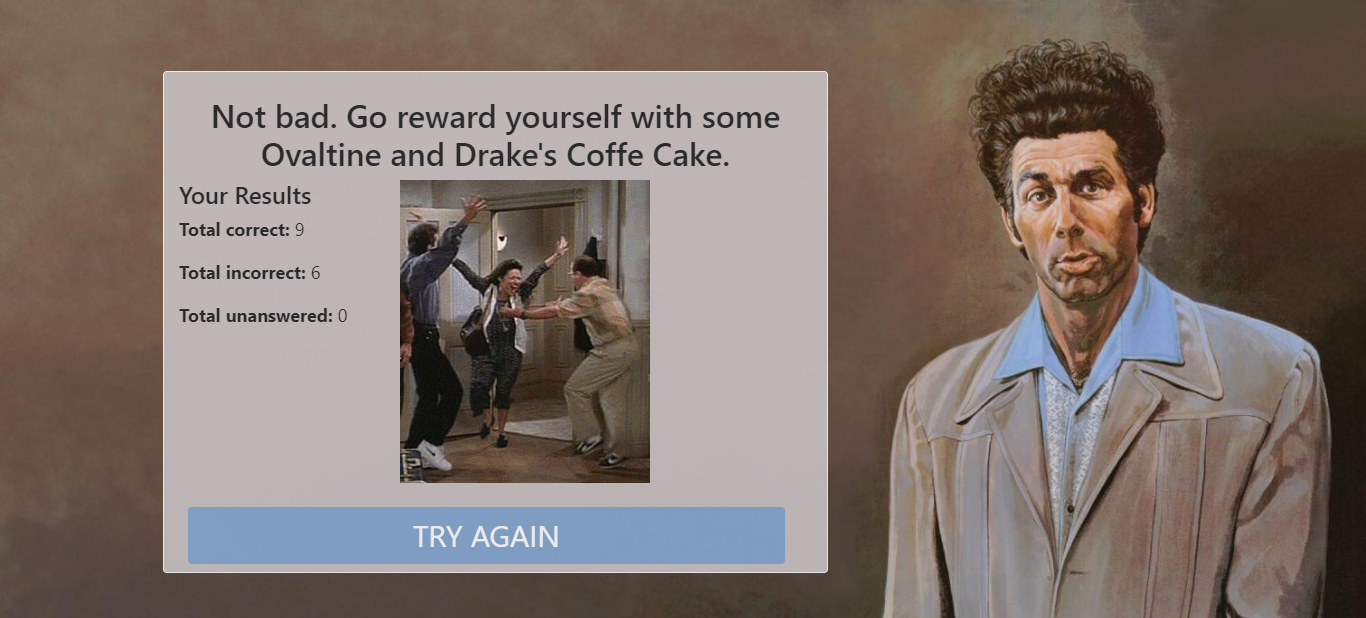 Not bad. Go reward yourself with some
Ovaltine and Drake's Coffe Cake.
Your Results
Total correct: 9
Total incorrect: 6
Total unanswered: 0
TRY AGAIN